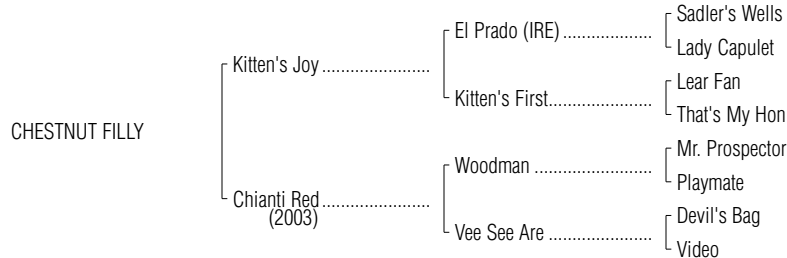 Sadler's Wells
El Prado (IRE) ....................
Lady Capulet
Kitten's Joy ........................
Lear Fan
Kitten's First.......................
That's My Hon
CHESTNUT FILLY
Mr. Prospector
Woodman ..........................
Playmate
Chianti Red ........................
(2003)
Devil's Bag
Vee See Are .......................
Video